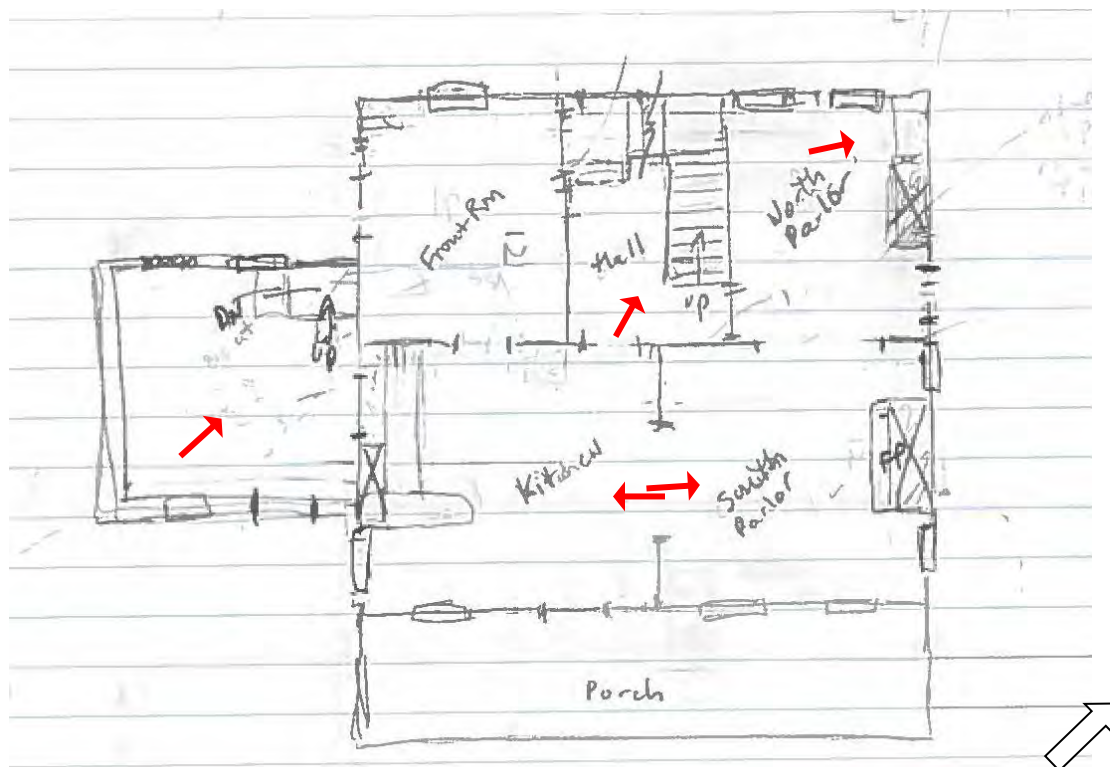 Front Rm
Hall
up
North
Parlor
DN
up
Kitchen
South
Parlor
FP
Porch